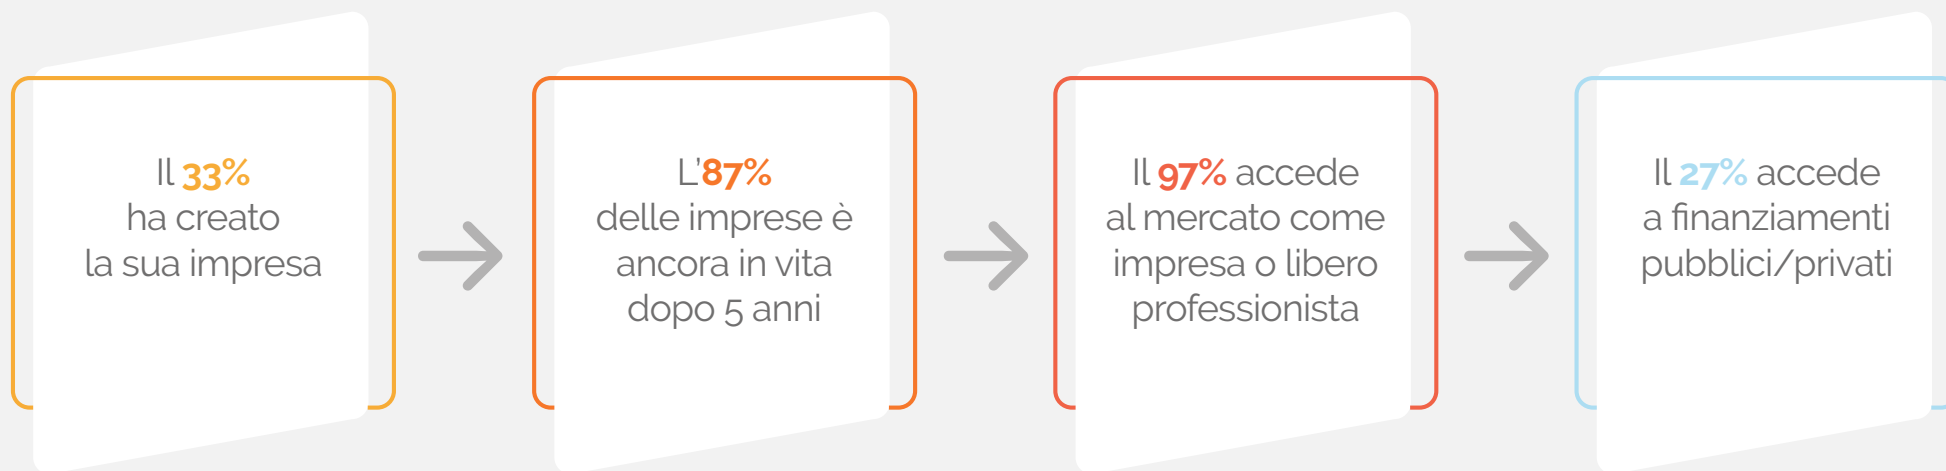 Il 33%
ha creato
la sua impresa
L'87%
delle imprese è
ancora in vita
dopo 5 anni
Il 97% accede
al mercato come
impresa o libero
professionista
Il 27% accede
a finanziamenti
pubblici/privati